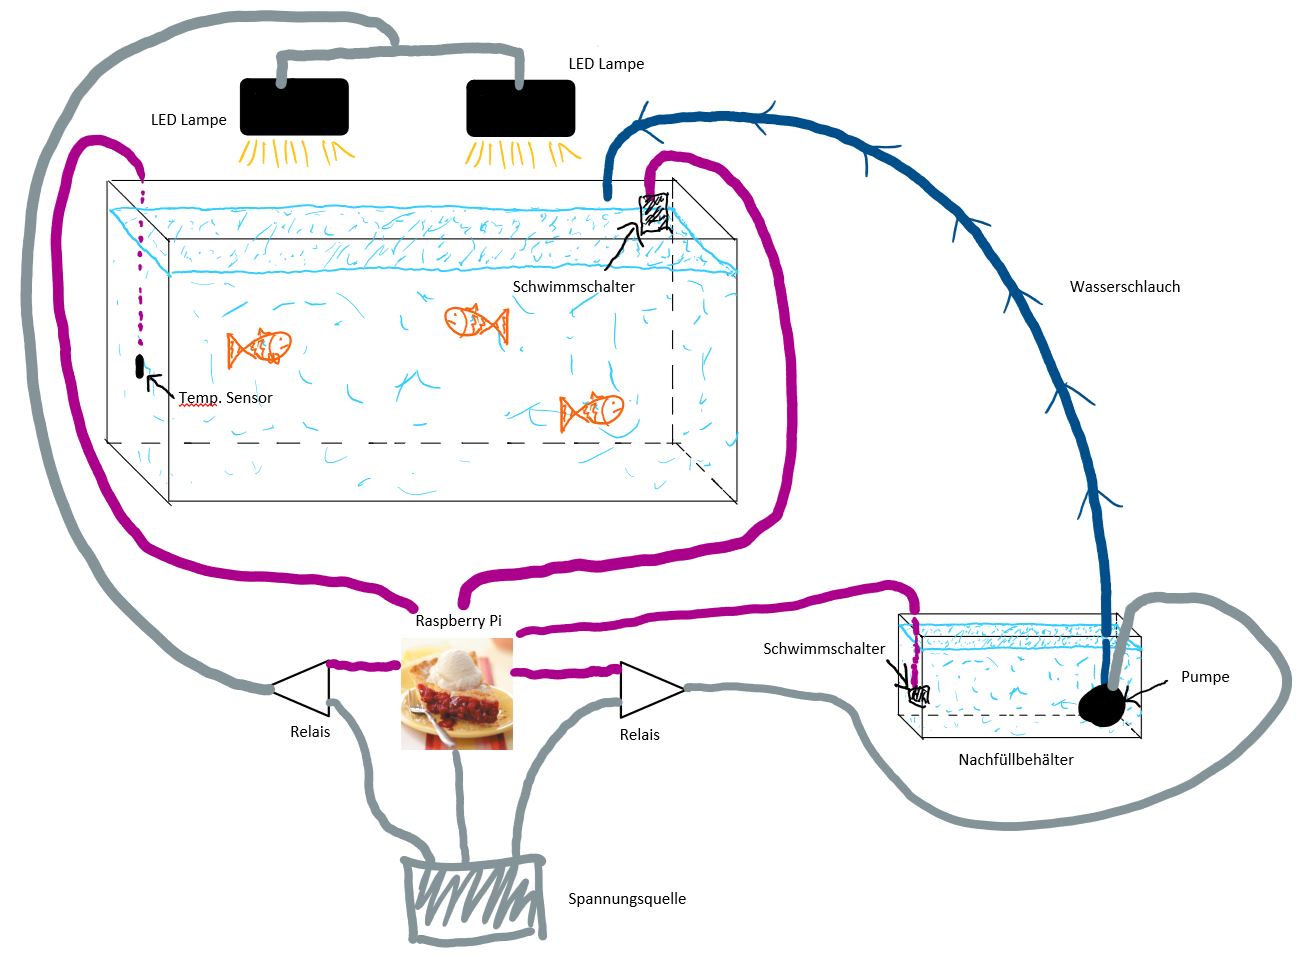 LED Lampe
LED Lampe
Schwimmschalter
Wasserschlauch
Temp. Sensor
Raspberry Pi
Schwimmschalter
Pumpe
Relais
Relais
Nachfüllbehälter
Spannungsquelle